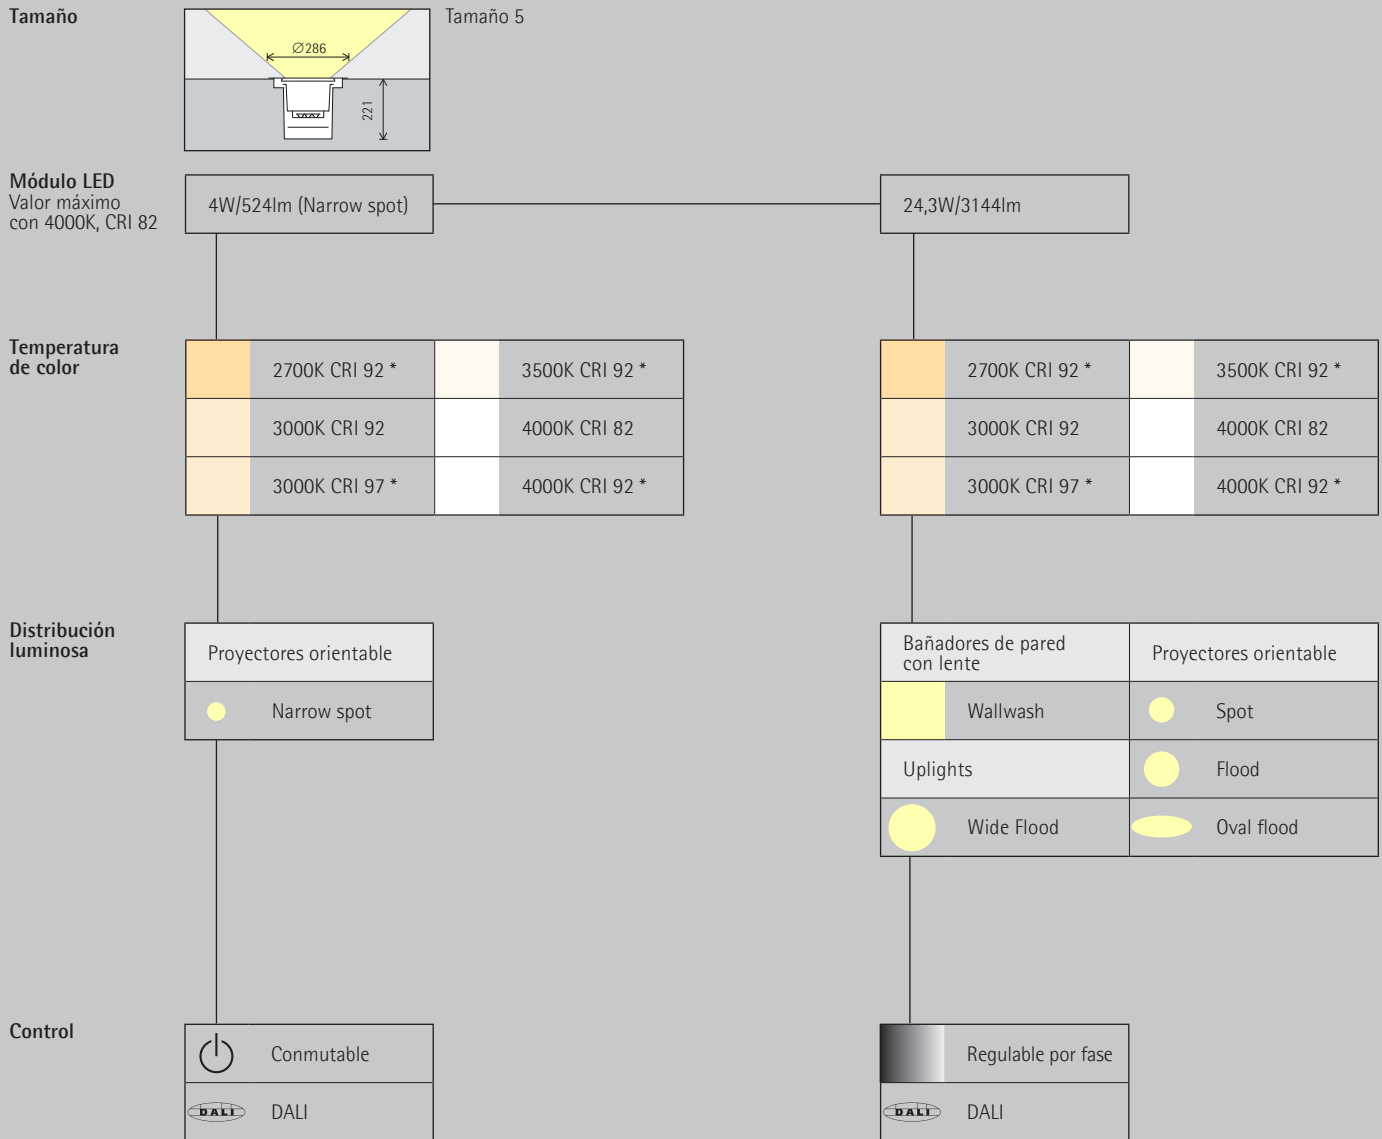 Tamaño
Tamaño 5
∅286
221
Módulo LED
Valor máximo
con 4000K, CRI 82
4W/524lm (Narrow spot)
24,3W/3144lm
Temperatura
de color
2700K CRI 92 *
3500K CRI 92 *
2700K CRI 92 *
3500K CRI 92 *
3000K CRI 92
4000K CRI 82
3000K CRI 92
4000K CRI 82
3000K CRI 97 *
4000K CRI 92 *
3000K CRI 97 *
4000K CRI 92 *
Distribución
luminosa
Proyectores orientable
Narrow spot
Bañadores de pared
con lente
Proyectores orientable
Wallwash
Spot
Uplights
Flood
Wide Flood
Oval flood
Control
Conmutable
Regulable por fase
DALI
DALI
DALI
DALI